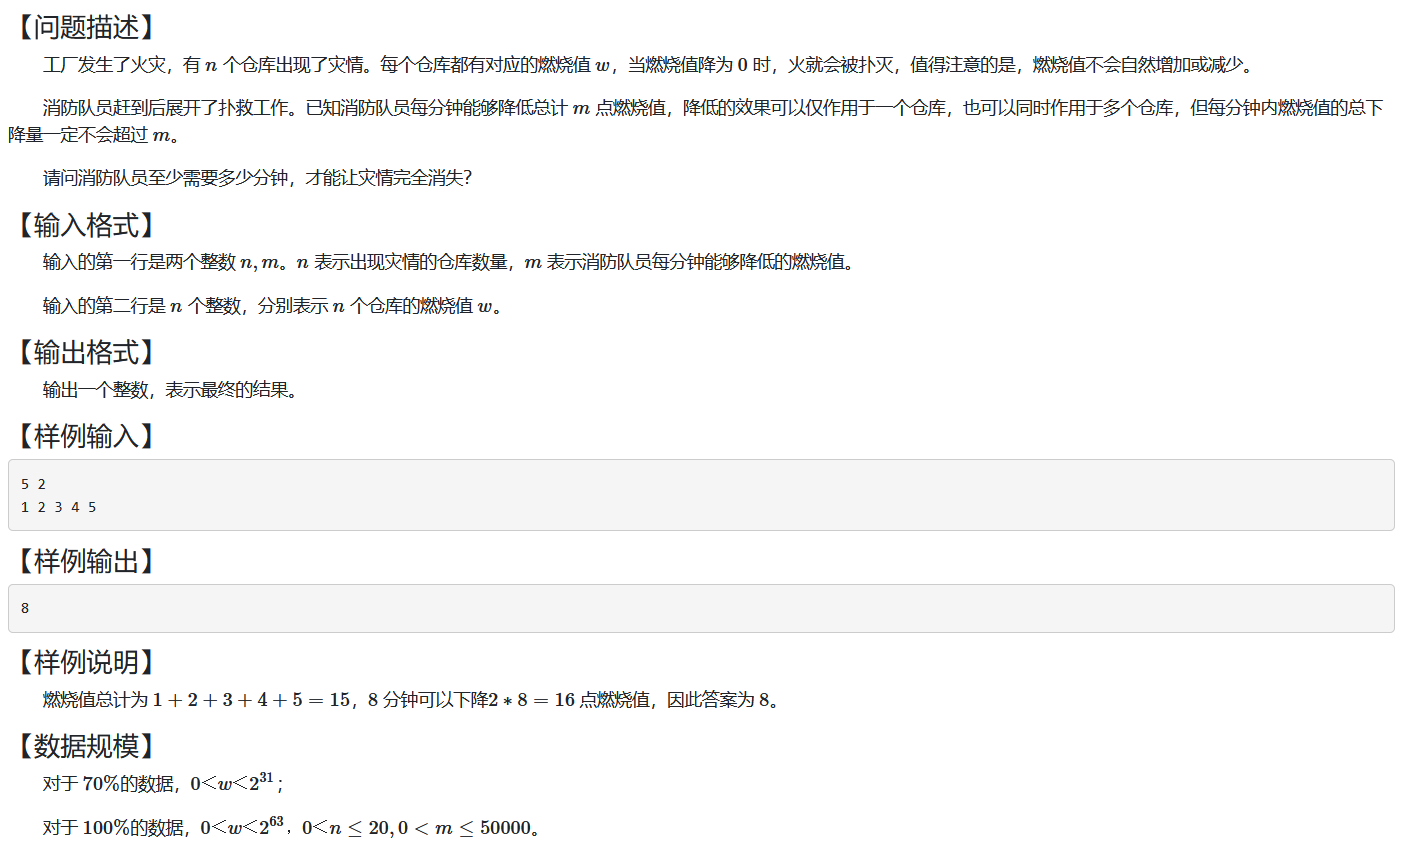 【问题描述】
工厂发生了火灾，有 n 个仓库出现了灾情。每个仓库都有对应的燃烧值 w，当燃烧值降为 0 时，火就会被扑灭，值得注意的是，燃烧值不会自然增加或减少。
消防队员赶到后展开了扑救工作。已知消防队员每分钟能够降低总计 m 点燃烧值，降低的效果可以仅作用于一个仓库，也可以同时作用于多个仓库，但每分钟内燃烧值的总下
降量一定不会超过 m。
请问消防队员至少需要多少分钟，才能让灾情完全消失？
【输入格式】
输入的第一行是两个整数 n, m。n 表示出现灾情的仓库数量，m 表示消防队员每分钟能够降低的燃烧值。
输入的第二行是 n 个整数，分别表示 n 个仓库的燃烧值 w。
【输出格式】
输出一个整数，表示最终的结果。
【样例输入】
5 2
1 2 3 4 5
【样例输出】
8
【样例说明】
燃烧值总计为 1 + 2 + 3 + 4 + 5 = 15，8 分钟可以下降2 * 8 = 16 点燃烧值，因此答案为 8。
【数据规模】
对于 70%的数据，0＜w＜2^31；
对于 100%的数据，0＜w＜2^63，0＜n ≤ 20, 0 < m ≤ 50000。